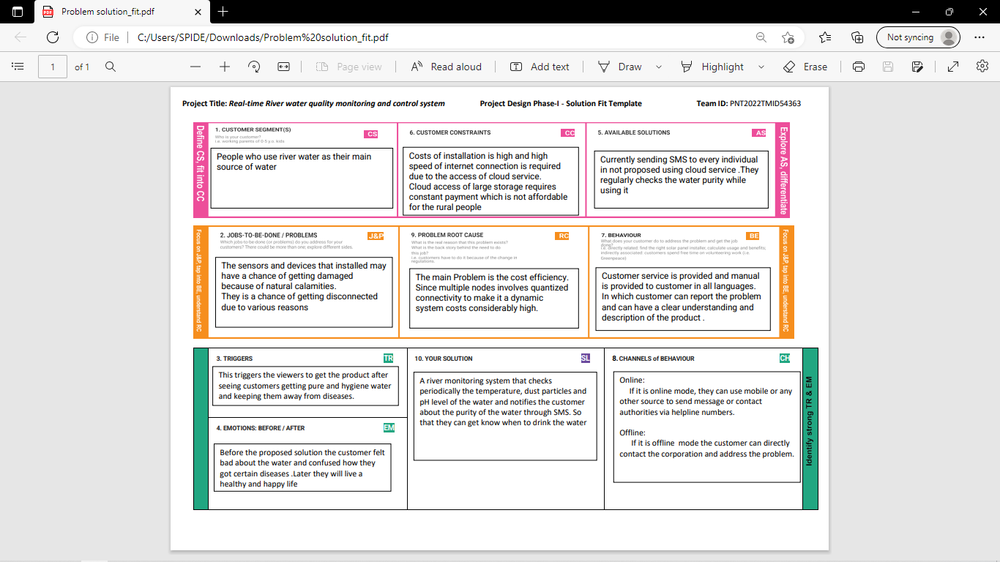 Problem solution_fit.pdf
File
C:/Users/SPIDE/Downloads/Problem%20solution_fit.pdf
Not syncing
1
of 1
Page view
Read aloud
Add text
Draw
Highlight
Erase
Project Title: Real-time River water quality monitoring and control system
Project Design Phase-I - Solution Fit Template
Team ID: PNT2022TMID54363
Define CS, fit into CC
1. CUSTOMER SEGMENT(S)
CS
Who is your customer?
i.e. working parents of 0-5 y.o. kids
People who use river water as their main
source of water
6. CUSTOMER CONSTRAINTS
CC
Costs of installation is high and high
speed of internet connection is required
due to the access of cloud service.
Cloud access of large storage requires
constant payment which is not affordable
for the rural people
5. AVAILABLE SOLUTIONS
AS
Currently sending SMS to every individual
in not proposed using cloud service .They
regularly checks the water purity while
using it
Explore AS, differentiate
Focus on J&P, tap into BE, understand RC
2. JOBS-TO-BE-DONE / PROBLEMS
J&P
Which jobs-to-be-done (or problems) do you address for your
customers? There could be more than one; explore different sides.
The sensors and devices that installed may
have a chance of getting damaged
because of natural calamities.
They is a chance of getting disconnected
due to various reasons
9. PROBLEM ROOT CAUSE
RC
What is the real reason that this problem exists?
What is the back story behind the need to do
this job?
i.e. customers have to do it because of the change in
regulations.
The main Problem is the cost efficiency.
Since multiple nodes involves quantized
connectivity to make it a dynamic
system costs considerably high.
7. BEHAVIOUR
BE
What does your customer do to address the problem and get the job
done?
i.e. directly related: find the right solar panel installer, calculate usage and benefits;
indirectly associated: customers spend free time on volunteering work (i.e.
Greenpeace)
Customer service is provided and manual
is provided to customer in all languages.
In which customer can report the problem
and can have a clear understanding and
description of the product .
Focus on J&P, tap into BE, understand RC
3. TRIGGERS
TR
This triggers the viewers to get the product after
seeing customers getting pure and hygiene water
and keeping them away from diseases.
4. EMOTIONS: BEFORE / AFTER
EM
Before the proposed solution the customer felt
bad about the water and confused how they
got certain diseases .Later they will live a
healthy and happy life
10. YOUR SOLUTION
SL
A river monitoring system that checks
periodically the temperature, dust particles and
pH level of the water and notifies the customer
about the purity of the water through SMS. So
that they can get know when to drink the water
8. CHANNELS of BEHAVIOUR
CH
Online:
If it is online mode, they can use mobile or any
other source to send message or contact
authorities via helpline numbers.
Offline:
If it is offline mode the customer can directly
contact the corporation and address the problem.
Identify strong TR & EM